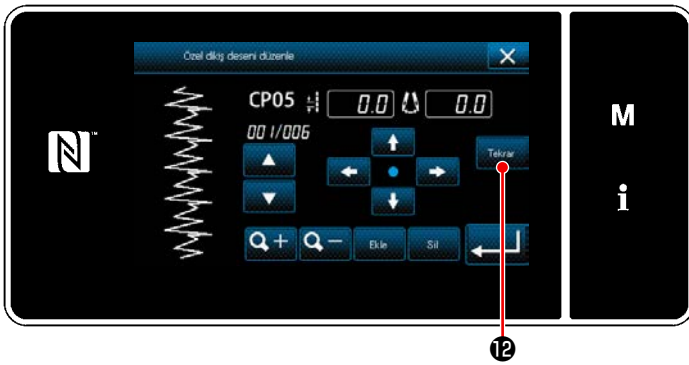 Özel dikiş deseni düzenle
CP05 0.0 0.0
001/006
Tekrar
Ekle Sil
M
i
N
⓬